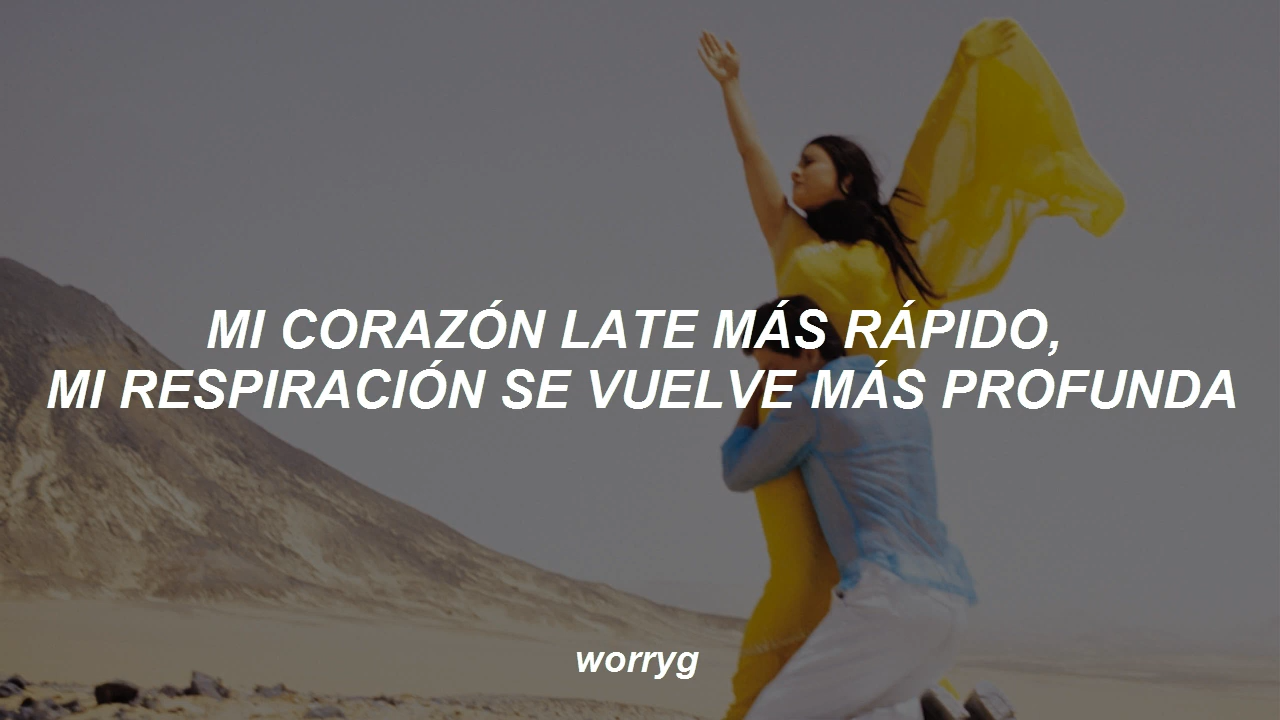 MI CORAZÓN LATE MÁS RÁPIDO,
MI RESPIRACIÓN SE VUELVE MÁS PROFUNDA
worryg